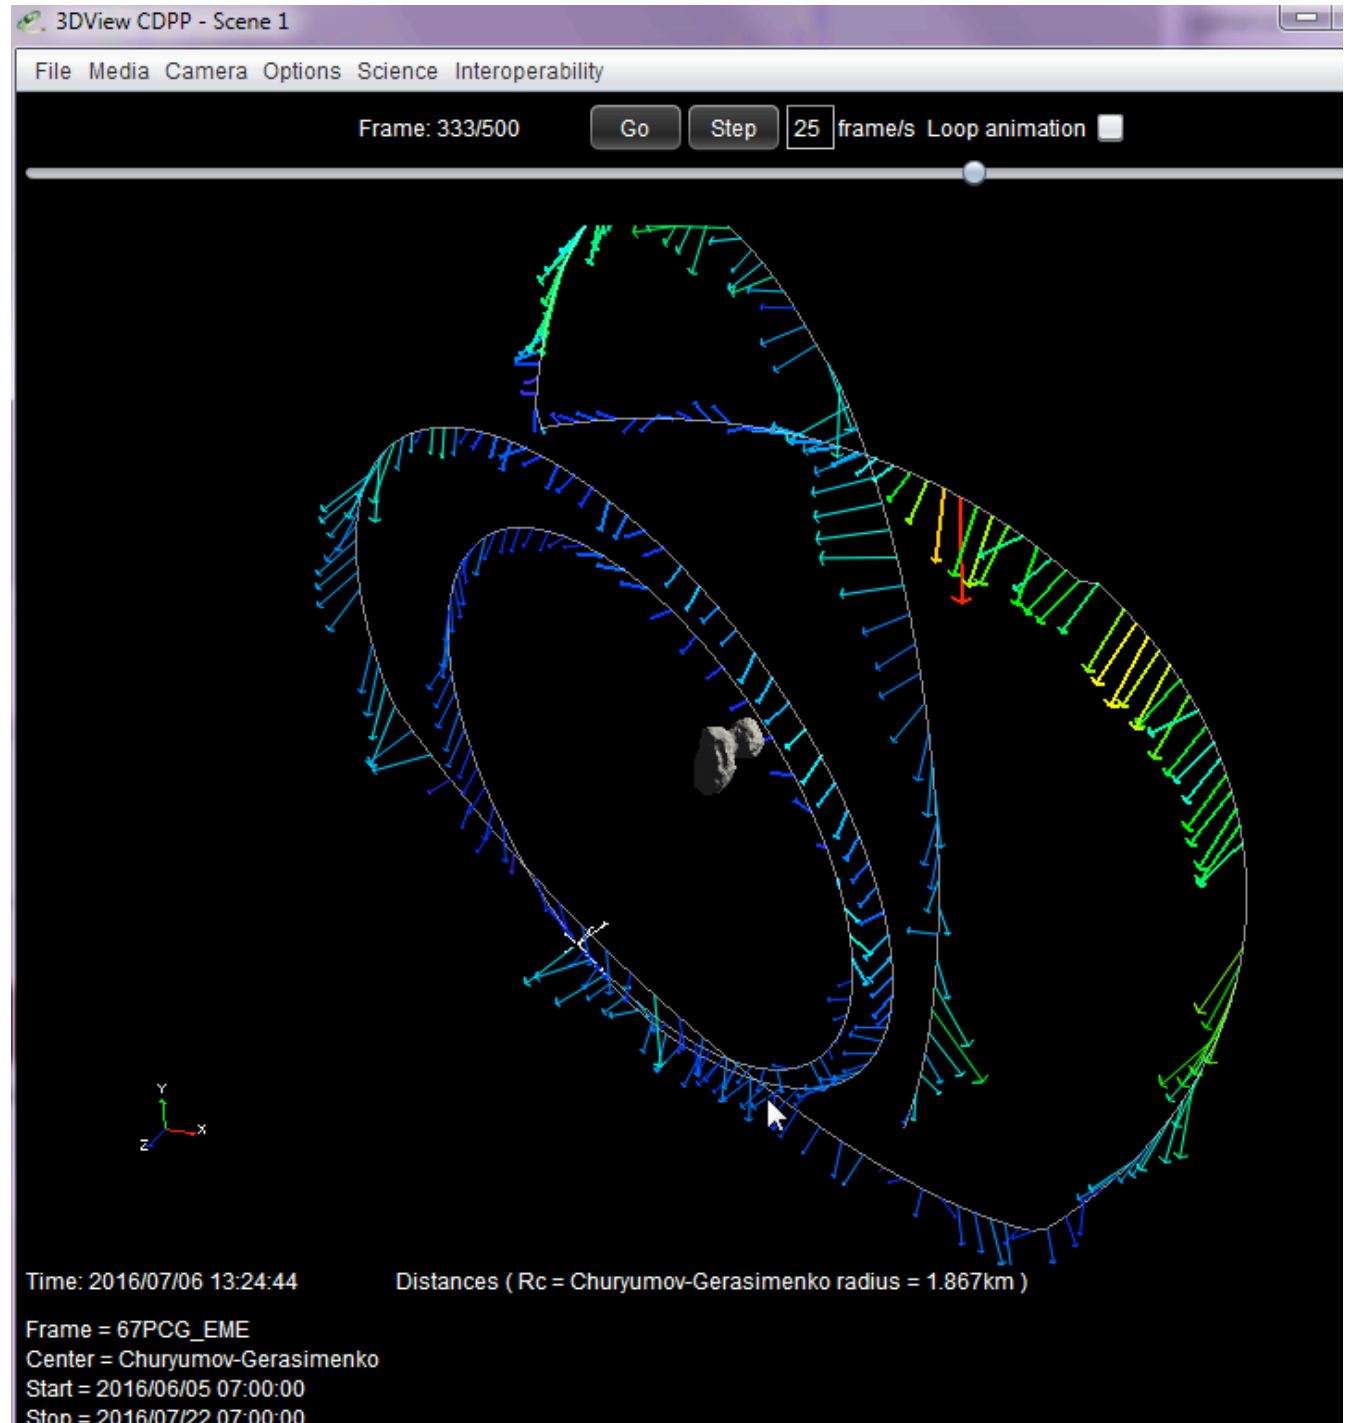 3DView CDPP - Scene 1
File Media Camera Options Science Interoperability
Frame: 333/500 Go Step 25 frame/s Loop animation
Y
X
Z
Time: 2016/07/06 13:24:44 Distances ( Rc = Churyumov-Gerasimenko radius = 1.867km )
Frame = 67PCG_EME
Center = Churyumov-Gerasimenko
Start = 2016/06/05 07:00:00
Stop = 2016/07/22 07:00:00